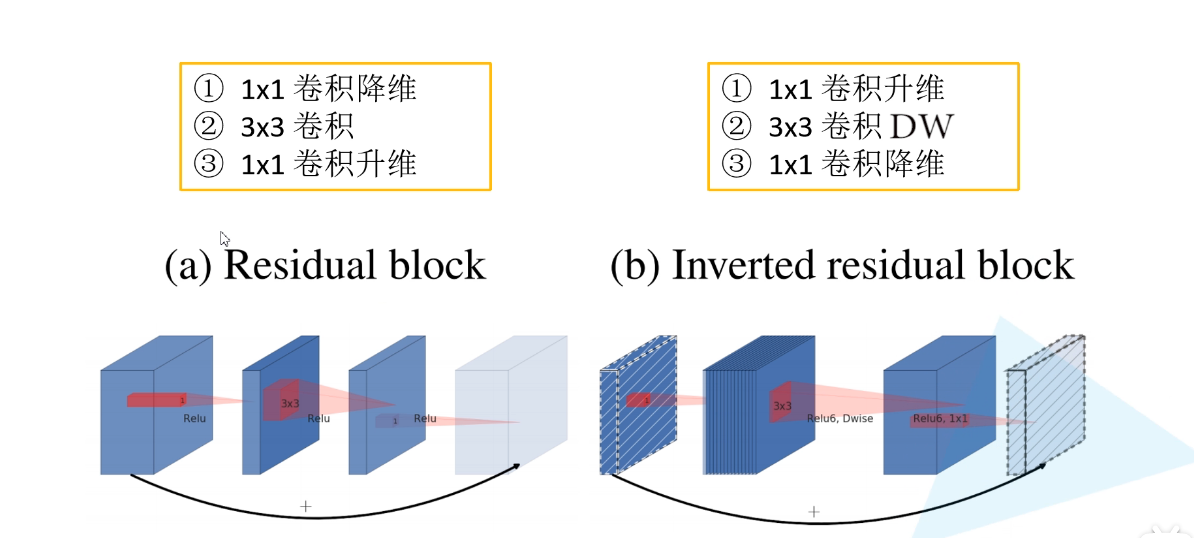 ① 1x1 卷积降维
② 3x3 卷积
③ 1x1 卷积升维
① 1x1 卷积升维
② 3x3 卷积 DW
③ 1x1 卷积降维
(a) Residual block
(b) Inverted residual block
1
Relu
3x3
Relu
1
Relu
+
1
3x3
Relu6, Dwise
Relu6, 1x1
+